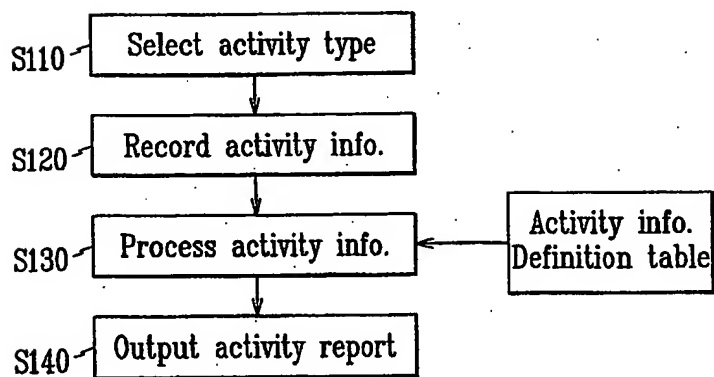 S110 Select activity type
S120 Record activity info.
S130 Process activity info.
Activity info.
Definition table
S140 Output activity report